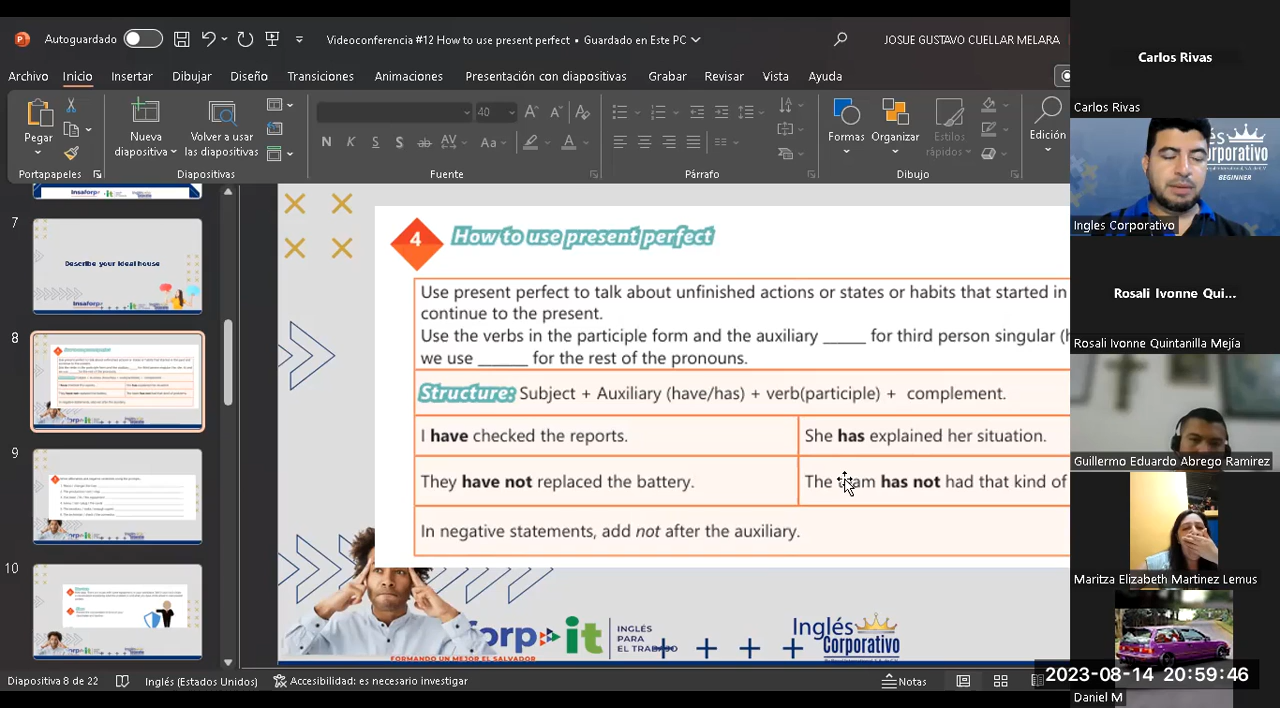 Autoguardado
Videoconferencia #12 How to use present perfect • Guardado en Este PC
JOSUE GUSTAVO CUELLAR MELARA
Archivo Inicio Insertar Dibujar Diseño Transiciones Animaciones Presentación con diapositivas Grabar Revisar Vista Ayuda
Pegar
Nueva diapositiva
Volver a usar las diapositivas
40
N K S S ab AV Aa A
Formas Organizar Estilos rápidos Edición
Portapapeles Diapositivas Fuente Párrafo Dibujo
7
Describe your ideal house
8
9
10
4
How to use present perfect
Use present perfect to talk about unfinished actions or states or habits that started in
continue to the present.
Use the verbs in the participle form and the auxiliary _____ for third person singular (h
we use ______ for the rest of the pronouns.
Structures Subject + Auxiliary (have/has) + verb(participle) + complement.
I have checked the reports.
She has explained her situation.
They have not replaced the battery.
The team has not had that kind of
In negative statements, add not after the auxiliary.
forp it
INGLÉS
PARA
EL TRABAJO
FORMANDO UN MEJOR EL SALVADOR
Inglés
Corporativo
Diapositiva 8 de 22
Inglés (Estados Unidos)
Accesibilidad: es necesario investigar
Notas
Carlos Rivas
Carlos Rivas
glés
orporativo
BEGINNER
Ingles Corporativo
Rosali Ivonne Qui...
Rosali Ivonne Quintanilla Mejía
Guillermo Eduardo Abrego Ramirez
Maritza Elizabeth Martinez Lemus
2023-08-14 20:59:46
Daniel M